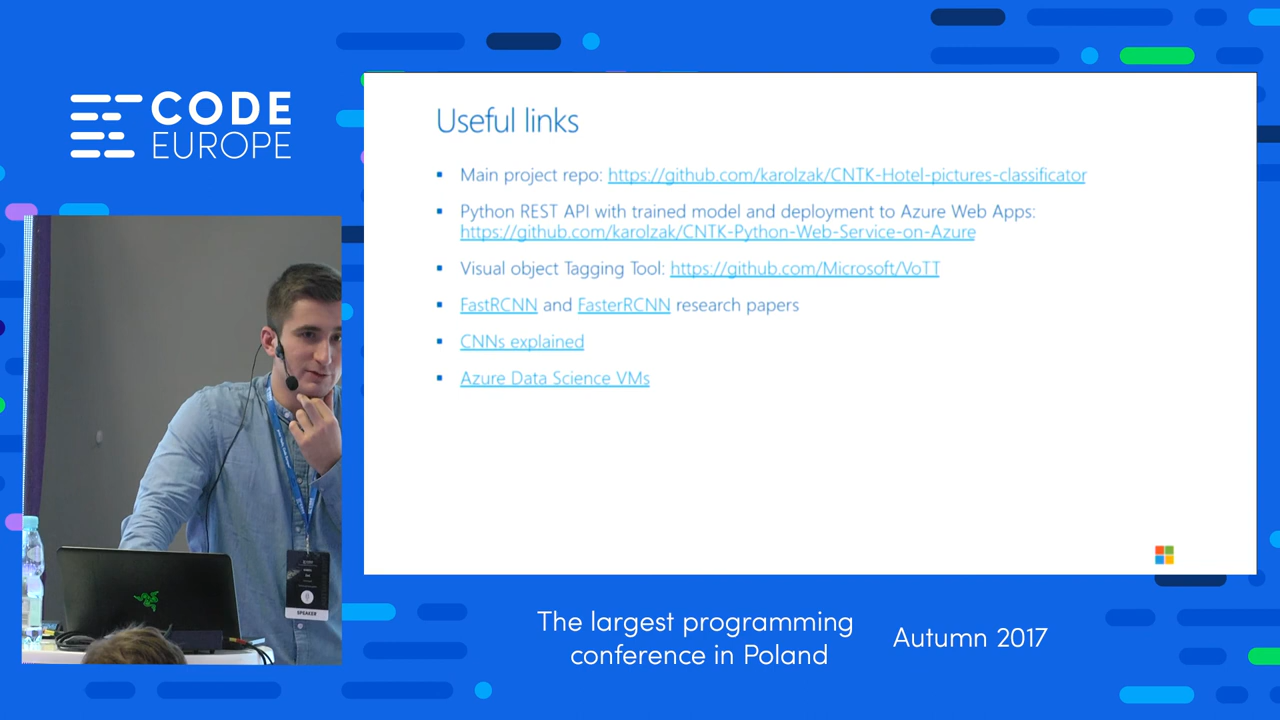 CODE
EUROPE
Useful links
Main project repo: https://github.com/karolzak/CNTK-Hotel-pictures-classificator
Python REST API with trained model and deployment to Azure Web Apps:
https://github.com/karolzak/CNTK-Python-Web-Service-on-Azure
Visual object Tagging Tool: https://github.com/Microsoft/VoTT
FastRCNN and FasterRCNN research papers
CNNs explained
Azure Data Science VMs
SPEAKER
The largest programming
conference in Poland
Autumn 2017